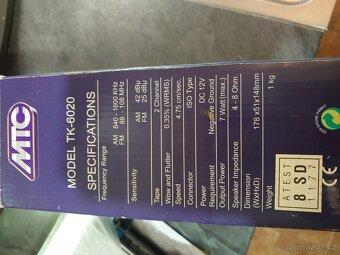 MTC
MODEL TK-6020
SPECIFICATIONS
Frequency Range AM 540 - 1600 KHz
FM 88 - 108 MHz
Sensitivity AM 42 dBu
FM 25 dBu
Tape 2 Channel
Wow and Flutter 0.35% (WRMS)
Speed 4.75 cm/sec.
Connector ISO Type
Power DC 12V
Requirement Negative Ground
Output Power 7 Watt (max.)
Speaker Impedance 4 - 8 Ohm
Dimension 178 x51x148mm
(WxHxD)
Weight 1 kg
ATEST
8 SD